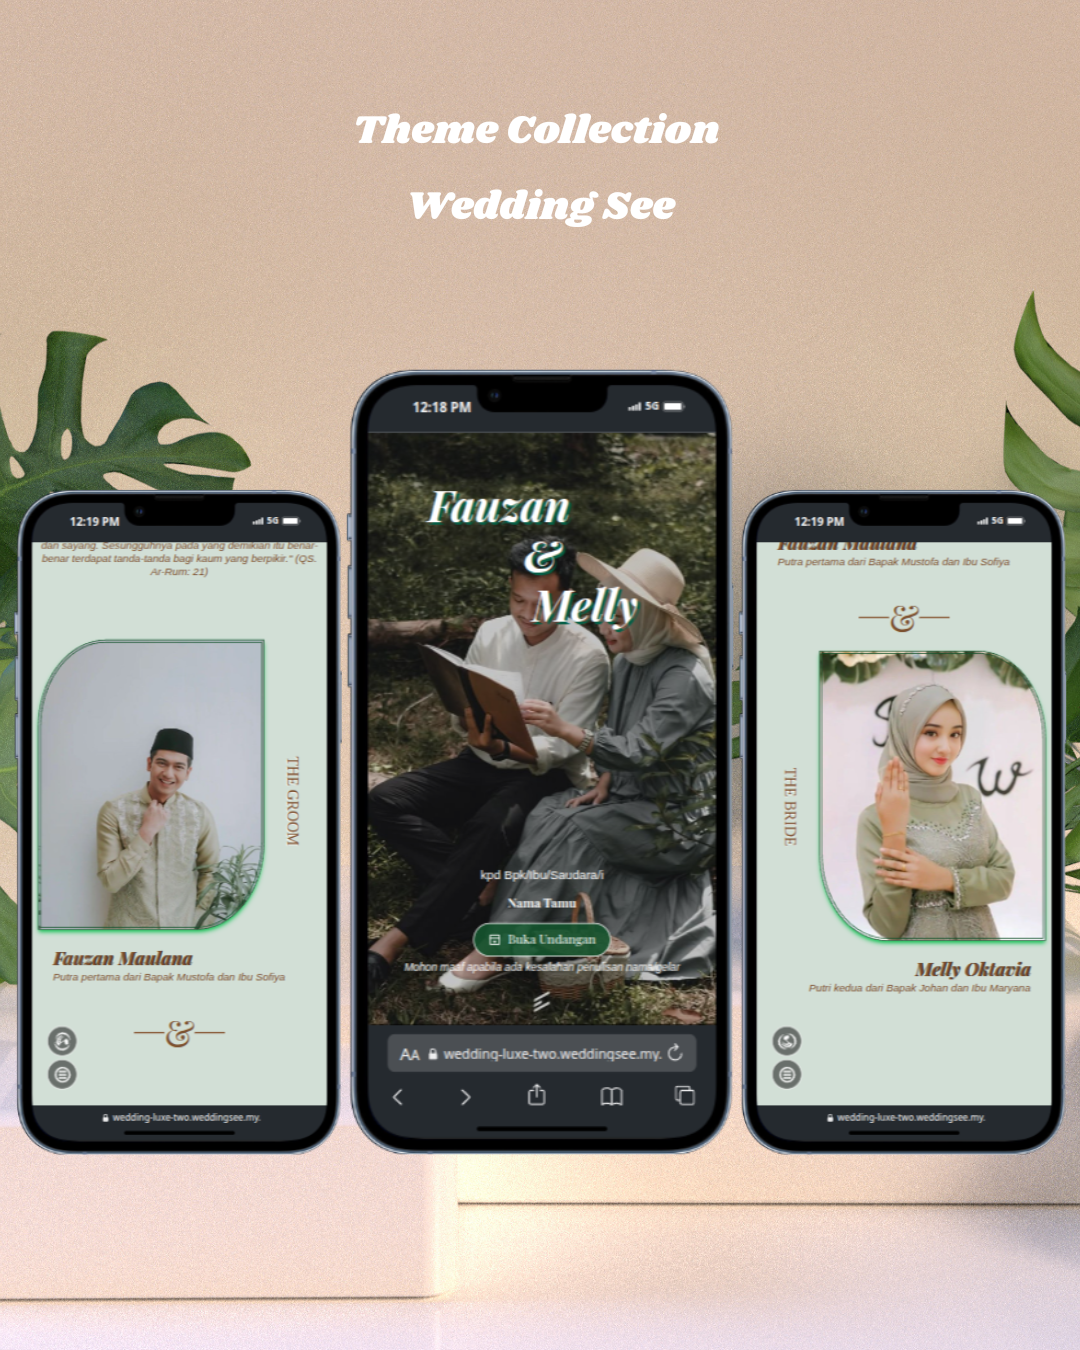 Theme Collection
Wedding See
12:19 PM
5G
dan sayang. Sesungguhnya pada yang demikian itu benar-
benar terdapat tanda-tanda bagi kaum yang berpikir." (QS.
Ar-Rum: 21)
THE GROOM
Fauzan Maulana
Putra pertama dari Bapak Mustofa dan Ibu Sofiya
&
wedding-luxe-two.weddingsee.my.
12:18 PM
5G
Fauzan
&
Melly
kpd Bpk/Ibu/Saudara/i
Nama Tamu
Buka Undangan
Mohon maaf apabila ada kesalahan penulisan nama/gelar
AA wedding-luxe-two.weddingsee.my.
12:19 PM
5G
Fauzan Maulana
Putra pertama dari Bapak Mustofa dan Ibu Sofiya
&
THE BRIDE
W
Melly Oktavia
Putri kedua dari Bapak Johan dan Ibu Maryana
wedding-luxe-two.weddingsee.my.